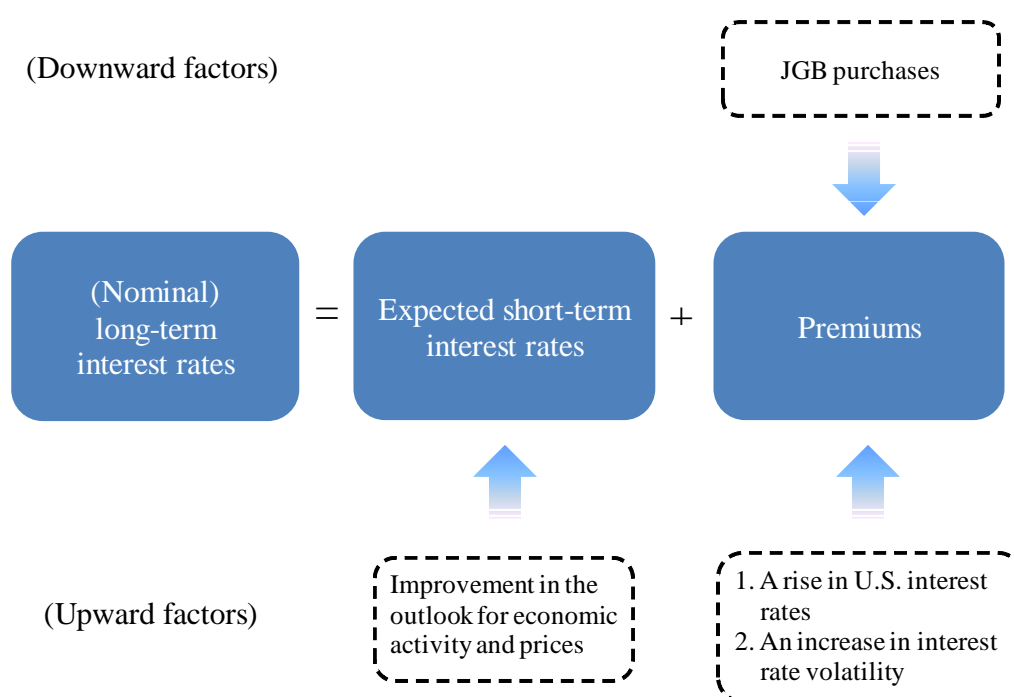 (Downward factors)
JGB purchases
(Nominal)
long-term
interest rates
=
Expected short-term
interest rates
+
Premiums
(Upward factors)
Improvement in the
outlook for economic
activity and prices
1. A rise in U.S. interest
rates
2. An increase in interest
rate volatility